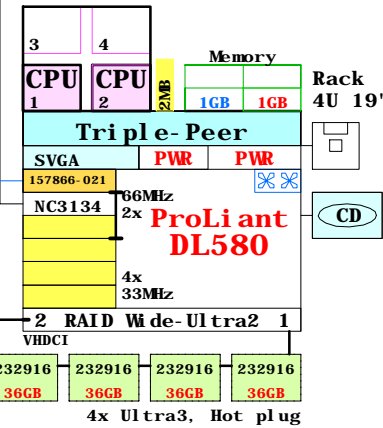 3 4
Memory
CPU CPU
1 2
2MB
1GB 1GB
Rack
4U 19'
Triple-Peer
SVGA PWR PWR
157866-021
66MHz
NC3134 2x
ProLiant
DL580
CD
4x
33MHz
2 RAID Wide-Ultra2 1
VHDCI
232916 232916 232916 232916
36GB 36GB 36GB 36GB
4x Ultra3, Hot plug